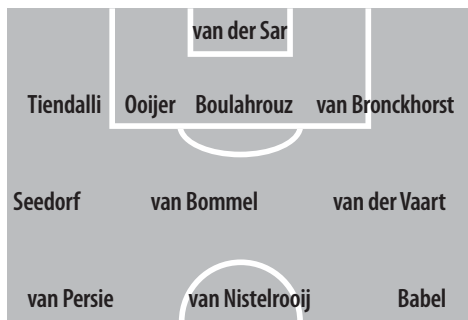 van der Sar
Tiendalli Ooijer Boulahrouz van Bronckhorst
Seedorf van Bommel van der Vaart
van Persie van Nistelrooij Babel